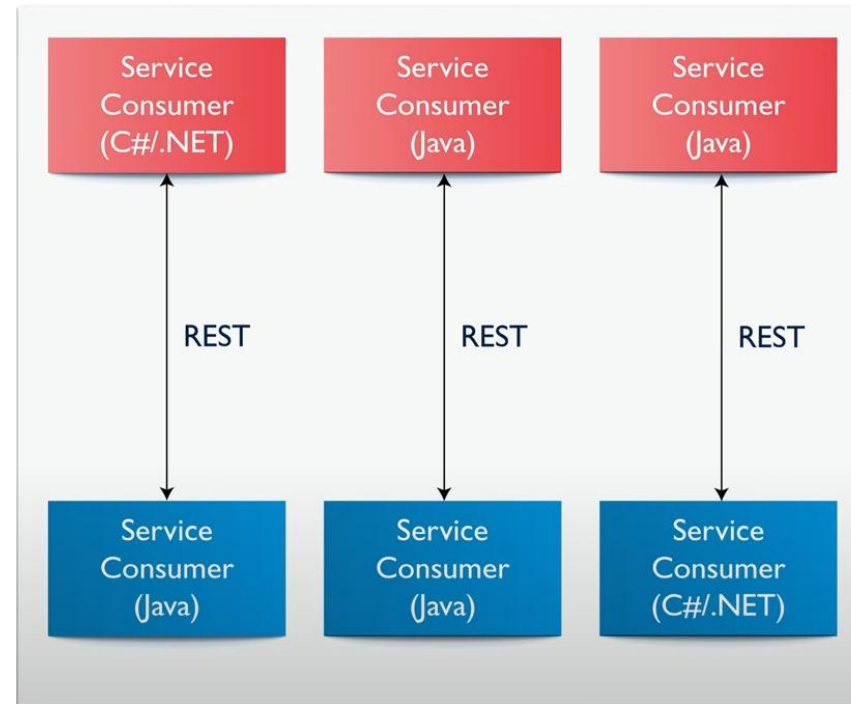 Service
Consumer
(C#/.NET)
Service
Consumer
(Java)
Service
Consumer
(Java)
REST
REST
REST
Service
Consumer
(Java)
Service
Consumer
(Java)
Service
Consumer
(C#/.NET)